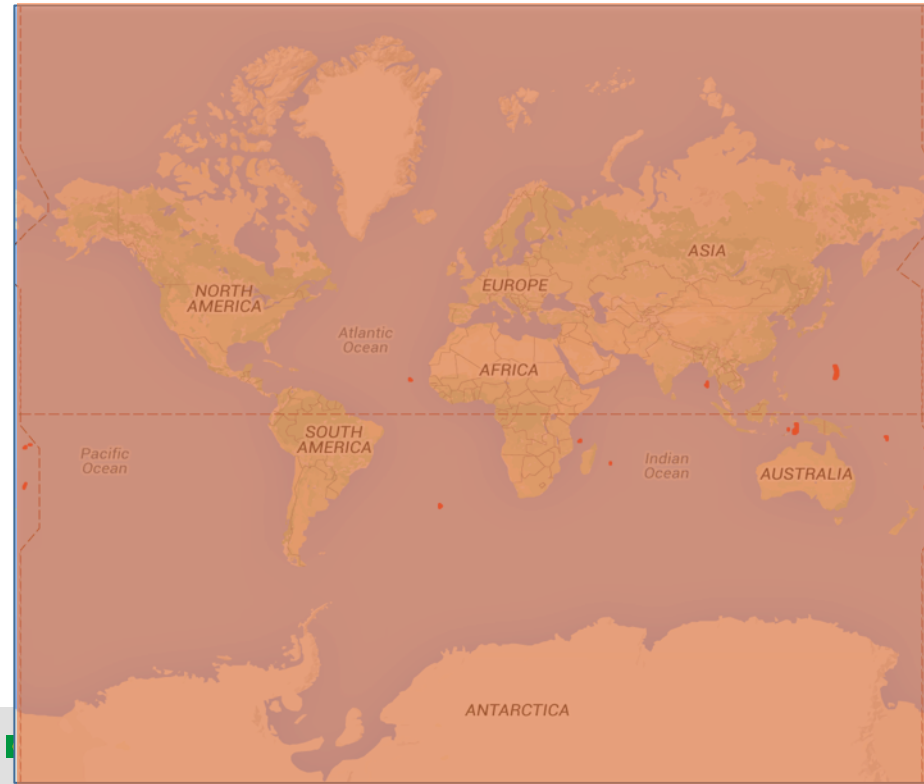 ASIA
NORTH
AMERICA
EUROPE
Atlantic
Ocean
AFRICA
SOUTH
AMERICA
Pacific
Ocean
Indian
Ocean
AUSTRALIA
ANTARCTICA